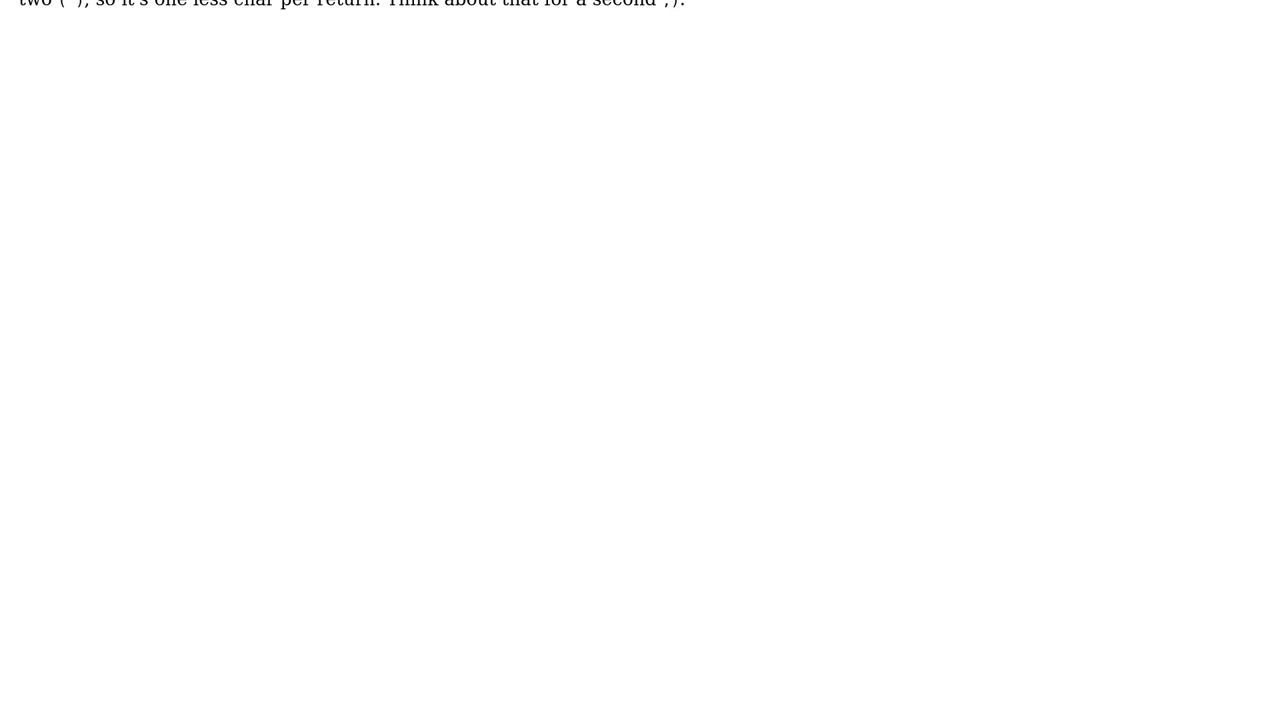 two (" "), so it's one less char per return. Think about that for a second ;).